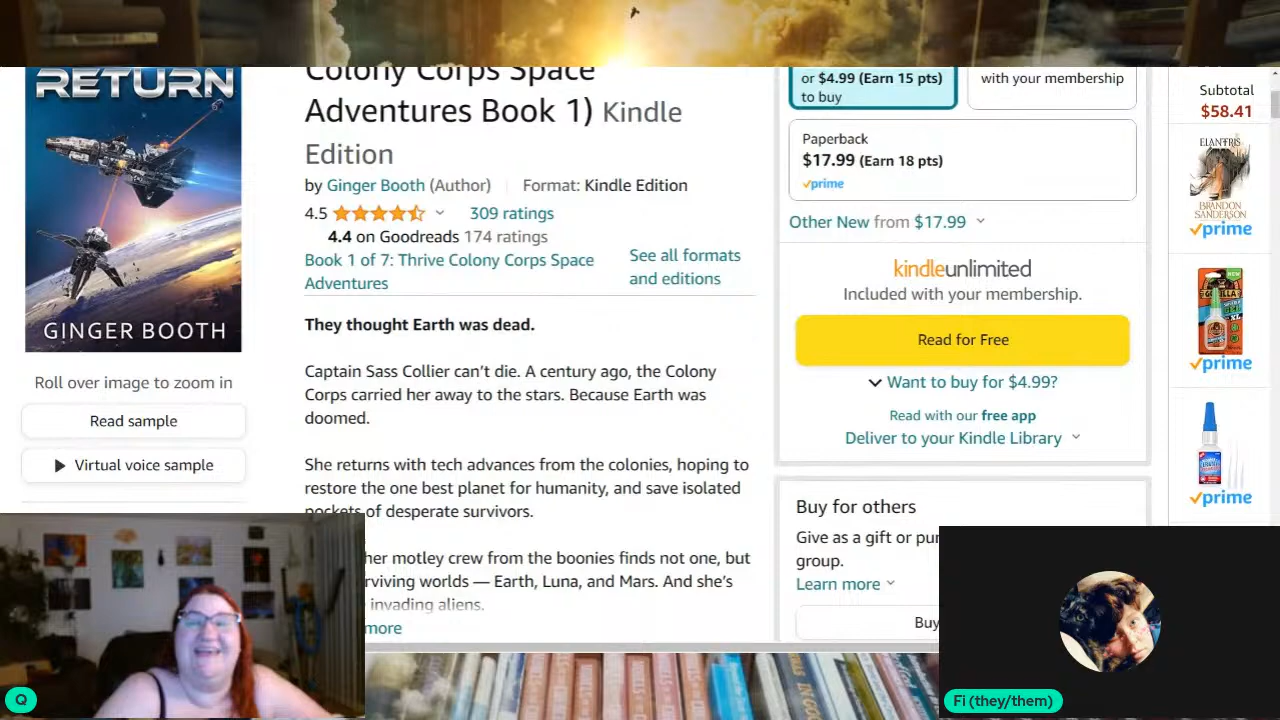 RETURN
GINGER BOOTH
Roll over image to zoom in
Read sample
Virtual voice sample
Colony Corps Space
Adventures Book 1) Kindle
Edition
by Ginger Booth (Author) Format: Kindle Edition
4.5 309 ratings
4.4 on Goodreads 174 ratings
Book 1 of 7: Thrive Colony Corps Space
Adventures
See all formats
and editions
They thought Earth was dead.
Captain Sass Collier can't die. A century ago, the Colony
Corps carried her away to the stars. Because Earth was
doomed.
She returns with tech advances from the colonies, hoping to
restore the one best planet for humanity, and save isolated
pockets of desperate survivors.
her motley crew from the boonies finds not one, but
rviving worlds — Earth, Luna, and Mars. And she's
invading aliens.
more
or $4.99 (Earn 15 pts)
to buy
with your membership
Paperback
$17.99 (Earn 18 pts)
prime
Other New from $17.99
kindleunlimited
Included with your membership.
Read for Free
Want to buy for $4.99?
Read with our free app
Deliver to your Kindle Library
Buy for others
Give as a gift or pur
group.
Learn more
Buy
Subtotal
$58.41
ELANTRIS
BRANDON
SANDERSON
prime
GORILLA
prime
prime
Q
Fi (they/them)